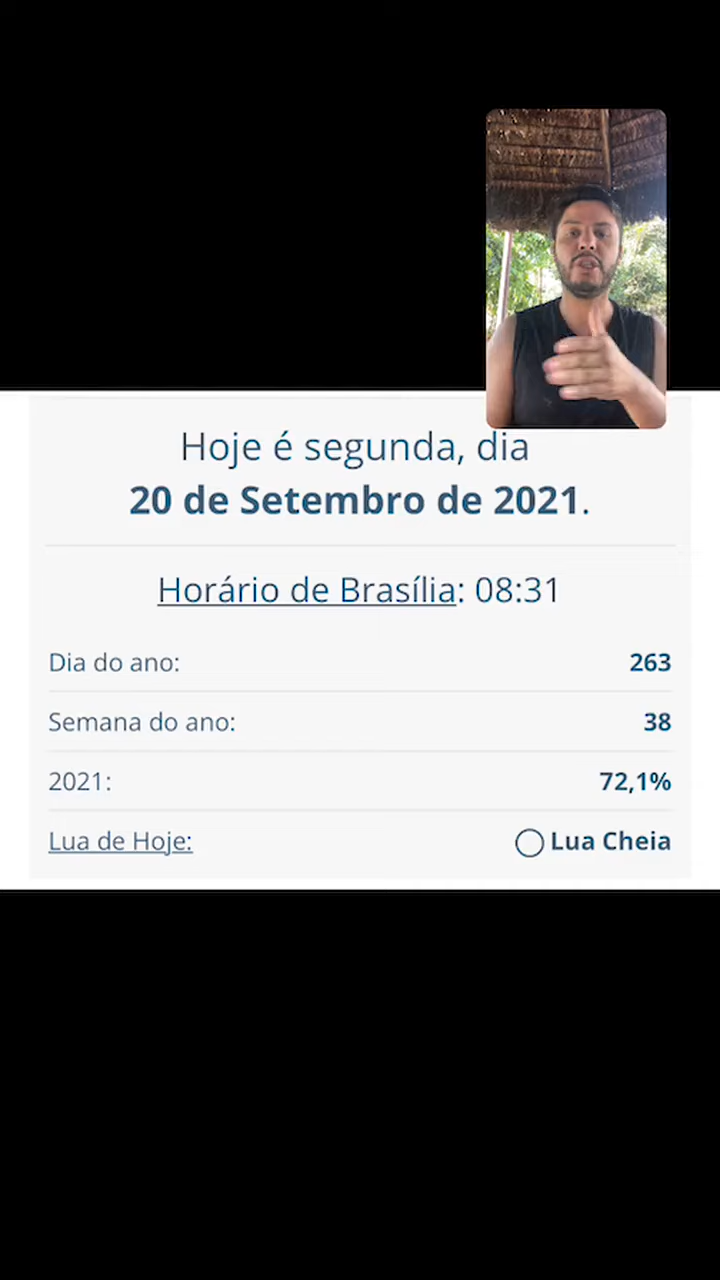 Hoje é segunda, dia
20 de Setembro de 2021.
Horário de Brasília: 08:31
Dia do ano: 263
Semana do ano: 38
2021: 72,1%
Lua de Hoje: Lua Cheia